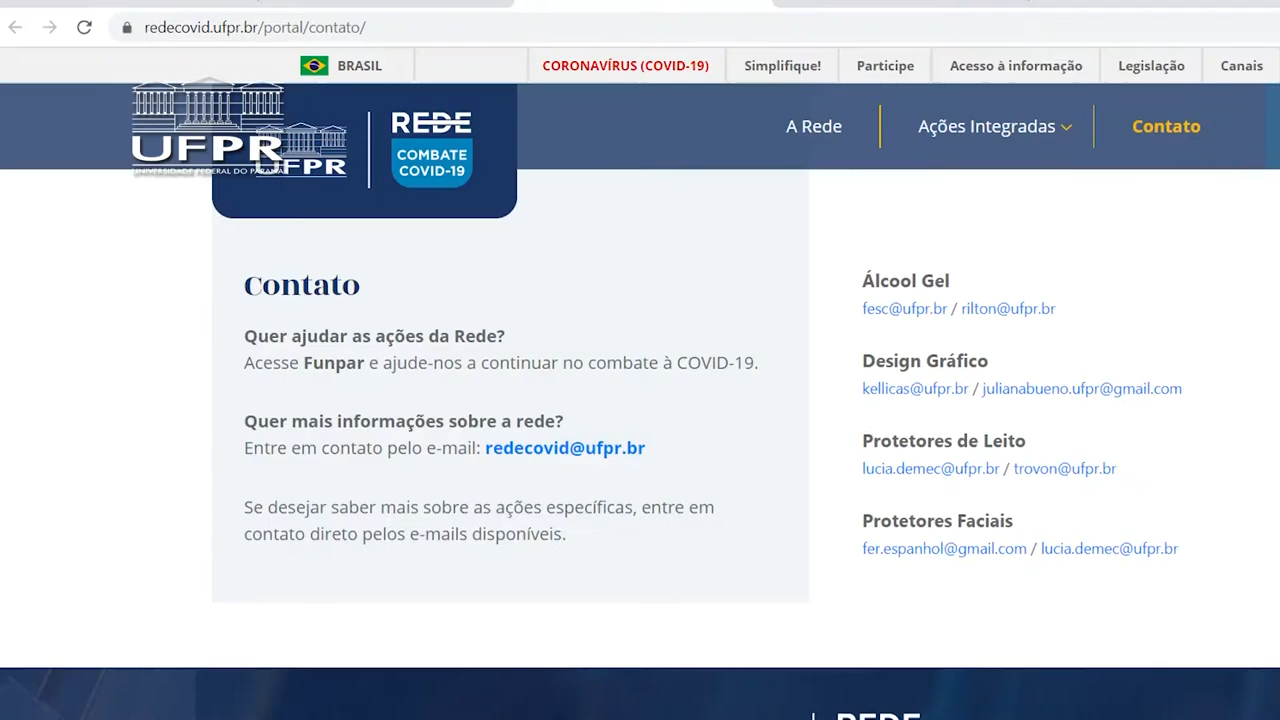 redecovid.ufpr.br/portal/contato/
BRASIL
CORONAVÍRUS (COVID-19)
Simplifique!
Participe
Acesso à informação
Legislação
Canais
UFPR
UNIVERSIDADE FEDERAL DO PARANÁ
UFPR
REDE
COMBATE
COVID-19
A Rede
Ações Integradas
Contato
Contato
Quer ajudar as ações da Rede?
Acesse Funpar e ajude-nos a continuar no combate à COVID-19.
Quer mais informações sobre a rede?
Entre em contato pelo e-mail: redecovid@ufpr.br
Se desejar saber mais sobre as ações específicas, entre em
contato direto pelos e-mails disponíveis.
Álcool Gel
fesc@ufpr.br / rilton@ufpr.br
Design Gráfico
kellicas@ufpr.br / julianabueno.ufpr@gmail.com
Protetores de Leito
lucia.demec@ufpr.br / trovon@ufpr.br
Protetores Faciais
fer.espanhol@gmail.com / lucia.demec@ufpr.br
REDE